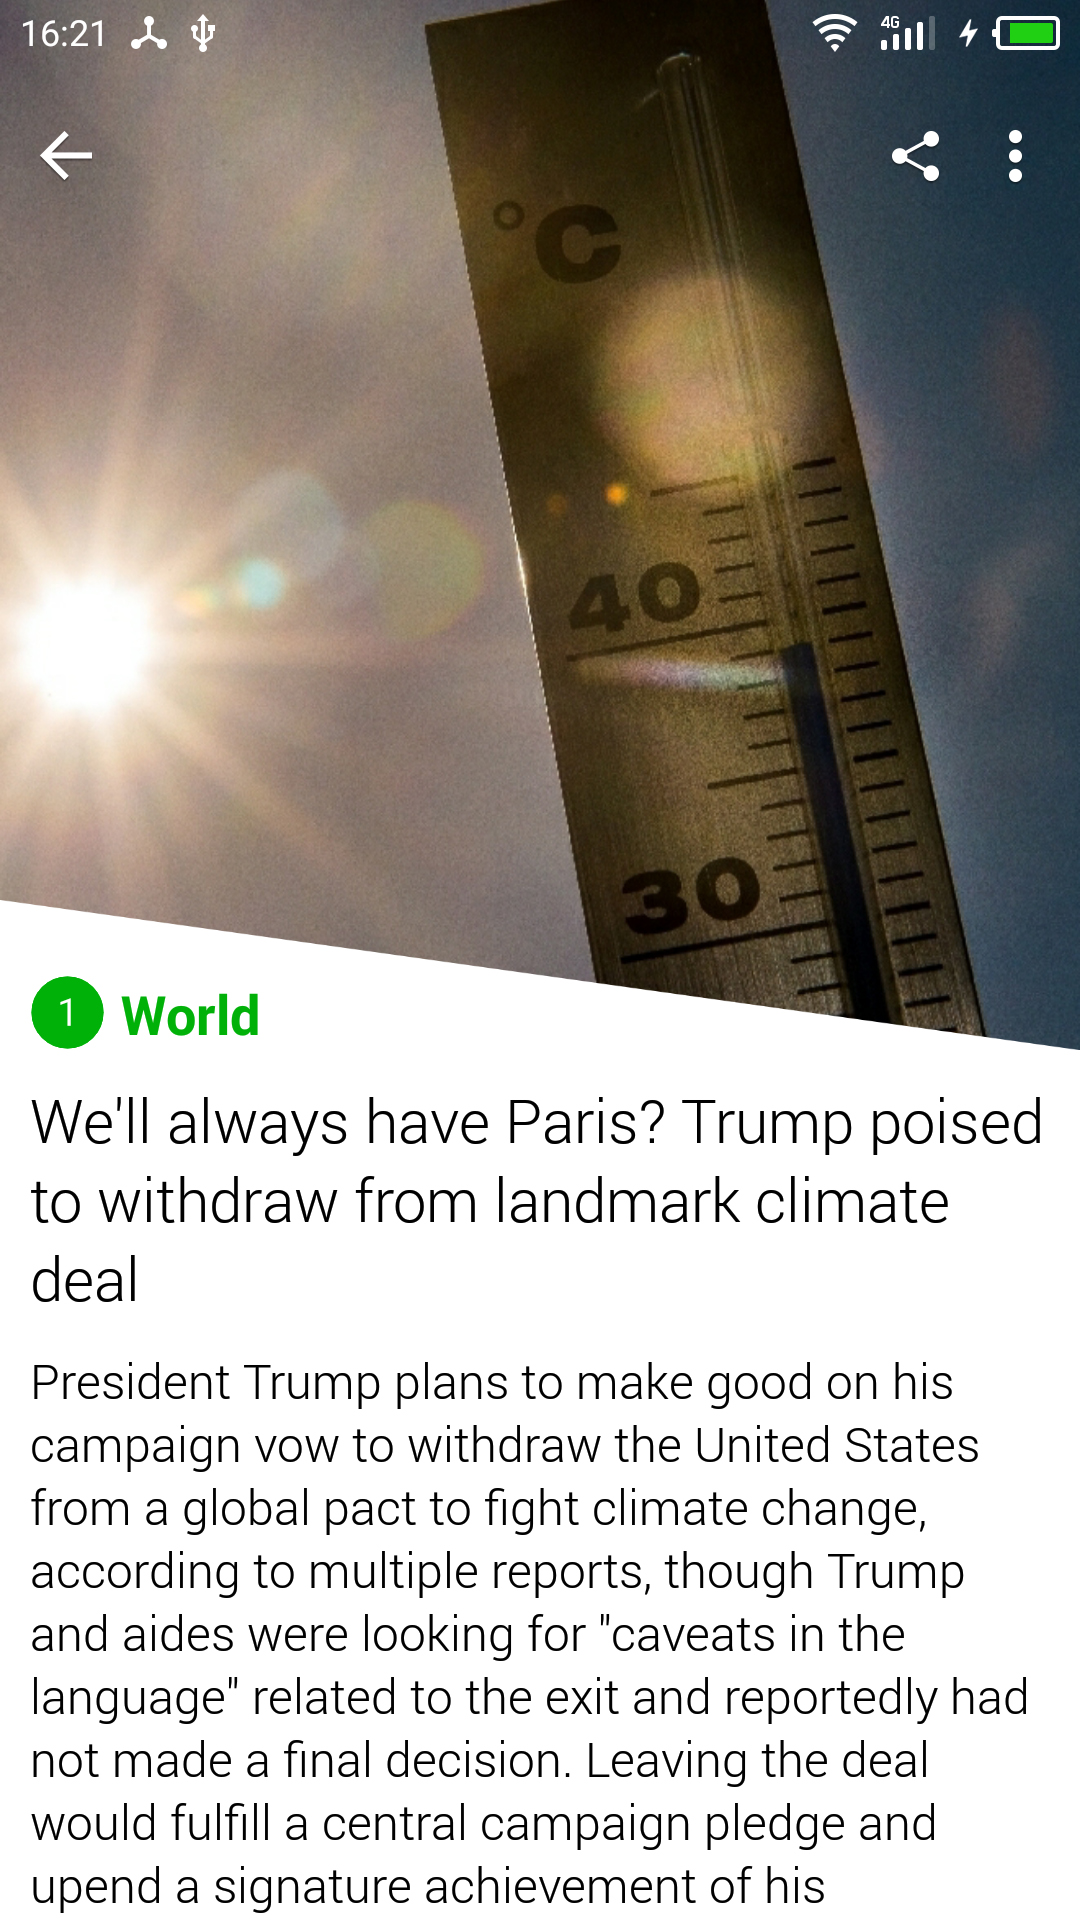 16:21
4G
°C
40
30
1 World
We'll always have Paris? Trump poised
to withdraw from landmark climate
deal
President Trump plans to make good on his
campaign vow to withdraw the United States
from a global pact to fight climate change,
according to multiple reports, though Trump
and aides were looking for "caveats in the
language" related to the exit and reportedly had
not made a final decision. Leaving the deal
would fulfill a central campaign pledge and
upend a signature achievement of his